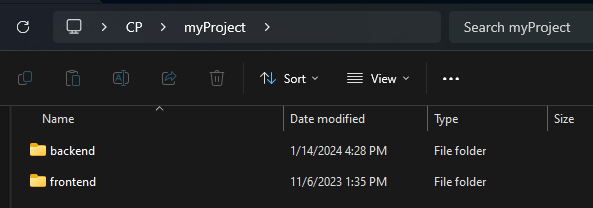 CP > myProject > Search myProject
Sort View ...
Name Date modified Type Size
backend 1/14/2024 4:28 PM File folder
frontend 11/6/2023 1:35 PM File folder